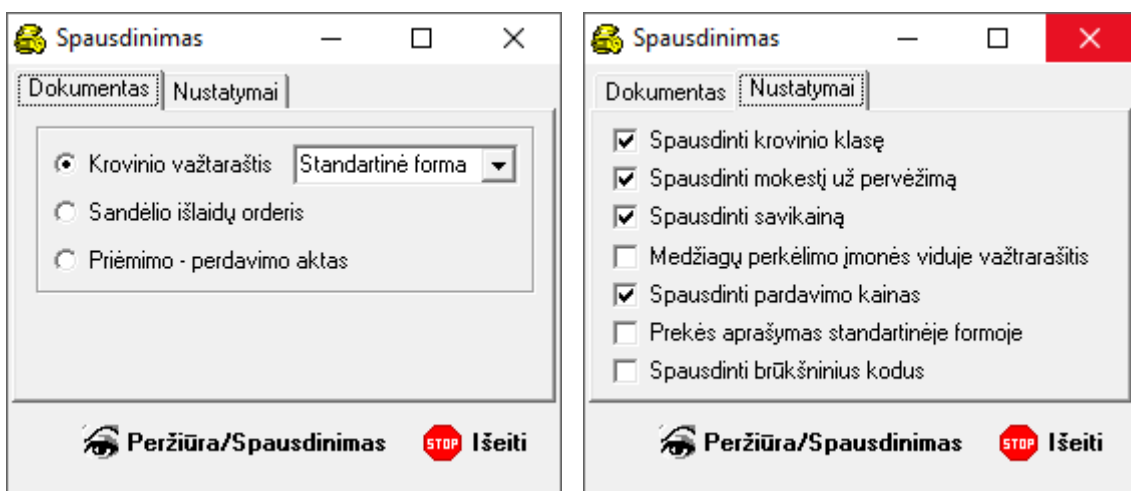 Spausdinimas
Dokumentas Nustatymai
Krovinio važtaraštis Standartinė forma
Sandėlio išlaidų orderis
Priėmimo - perdavimo aktas
Peržiūra/Spausdinimas STOP Išeiti
Spausdinimas
Dokumentas Nustatymai
Spausdinti krovinio klasę
Spausdinti mokestį už pervėžimą
Spausdinti savikainą
Medžiagų perkėlimo įmonės viduje važtrarašitis
Spausdinti pardavimo kainas
Prekės aprašymas standartinėje formoje
Spausdinti brūkšninius kodus
Peržiūra/Spausdinimas STOP Išeiti